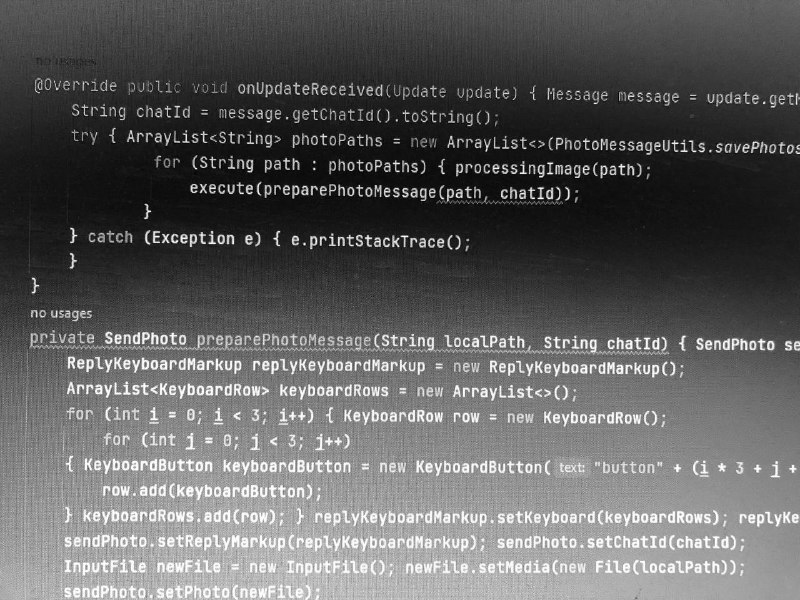 no usages
@Override public void onUpdateReceived(Update update) { Message message = update.getM
String chatId = message.getChatId().toString();
try { ArrayList<String> photoPaths = new ArrayList<>(PhotoMessageUtils.savePhotos
for (String path : photoPaths) { processingImage(path);
execute(preparePhotoMessage(path, chatId));
}
} catch (Exception e) { e.printStackTrace();
}
}
no usages
private SendPhoto preparePhotoMessage(String localPath, String chatId) { SendPhoto se
ReplyKeyboardMarkup replyKeyboardMarkup = new ReplyKeyboardMarkup();
ArrayList<KeyboardRow> keyboardRows = new ArrayList<>();
for (int i = 0; i < 3; i++) { KeyboardRow row = new KeyboardRow();
for (int j = 0; j < 3; j++)
{ KeyboardButton keyboardButton = new KeyboardButton( text: "button" + (i * 3 + j +
row.add(keyboardButton);
} keyboardRows.add(row); } replyKeyboardMarkup.setKeyboard(keyboardRows); replyKe
sendPhoto.setReplyMarkup(replyKeyboardMarkup); sendPhoto.setChatId(chatId);
InputFile newFile = new InputFile(); newFile.setMedia(new File(localPath));
sendPhoto.setPhoto(newFile);